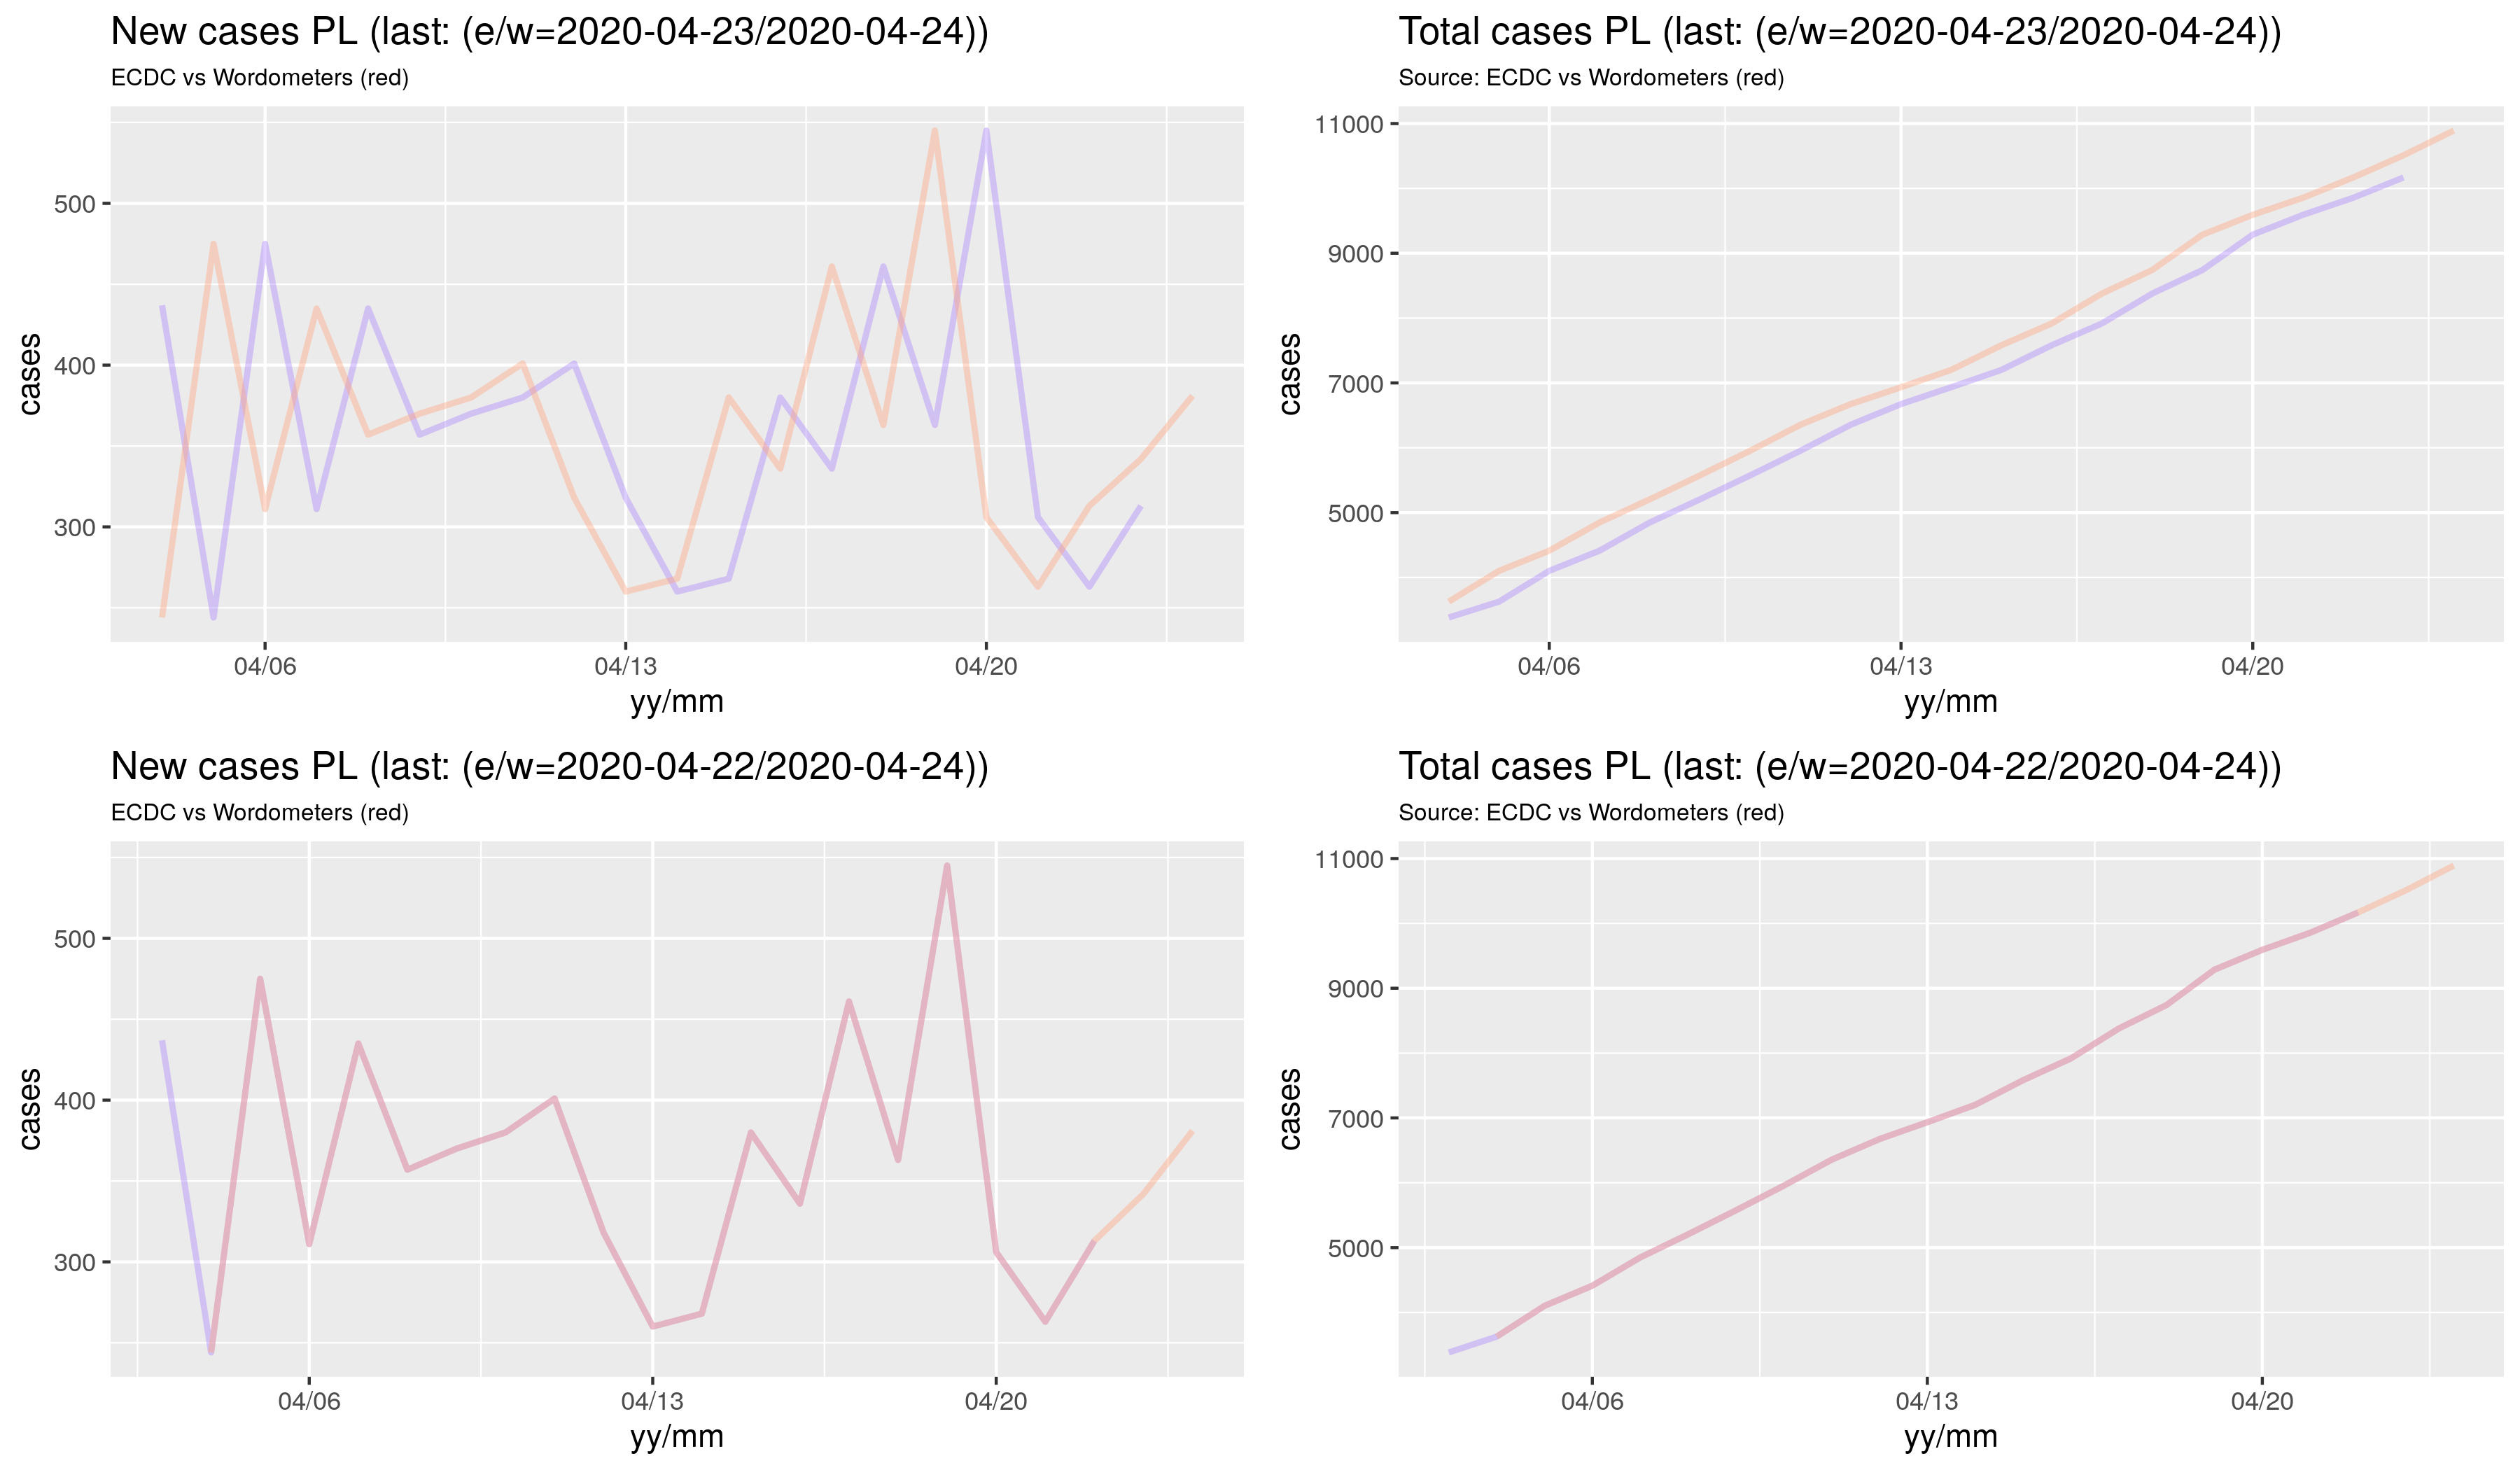 New cases PL (last: (e/w=2020-04-23/2020-04-24))
ECDC vs Wordometers (red)
cases
500
400
300
04/06
04/13
04/20
yy/mm
Total cases PL (last: (e/w=2020-04-23/2020-04-24))
Source: ECDC vs Wordometers (red)
cases
11000
9000
7000
5000
04/06
04/13
04/20
yy/mm
New cases PL (last: (e/w=2020-04-22/2020-04-24))
ECDC vs Wordometers (red)
cases
500
400
300
04/06
04/13
04/20
yy/mm
Total cases PL (last: (e/w=2020-04-22/2020-04-24))
Source: ECDC vs Wordometers (red)
cases
11000
9000
7000
5000
04/06
04/13
04/20
yy/mm